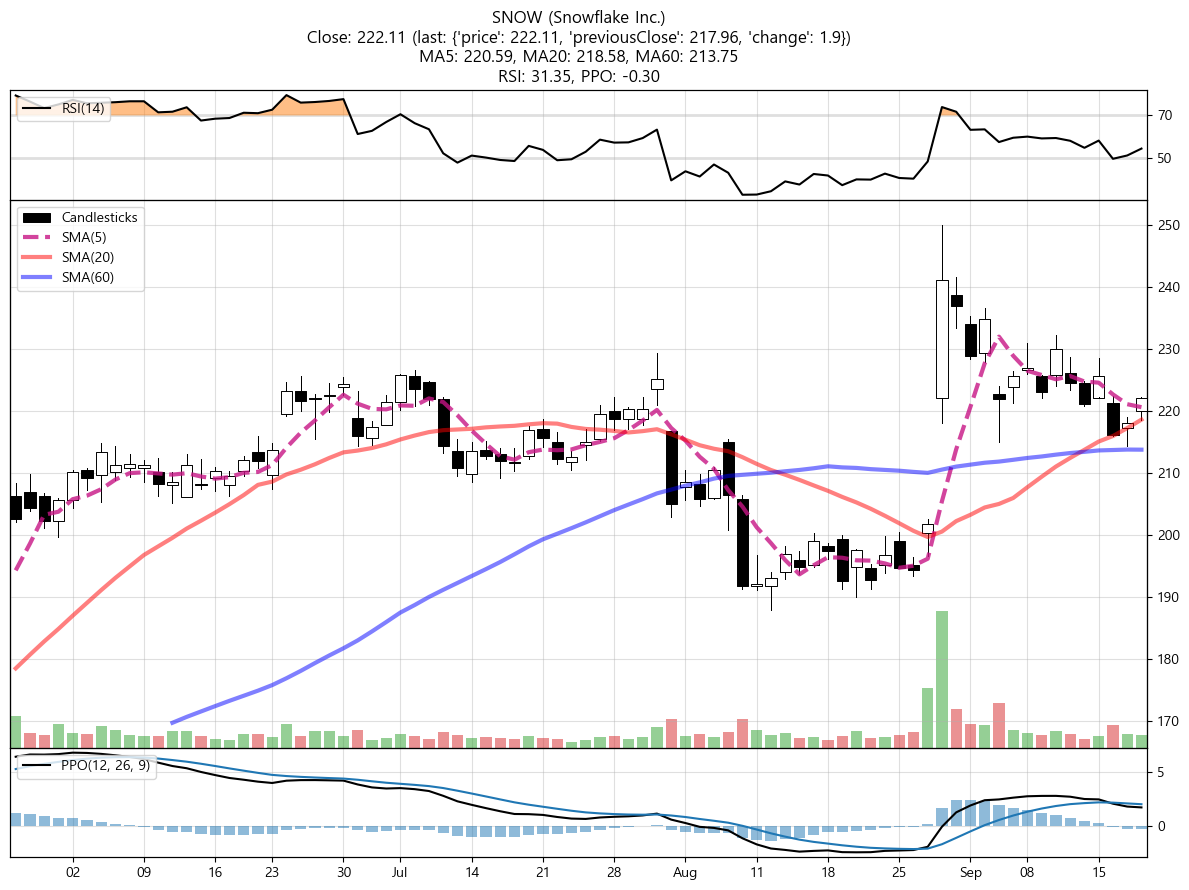 SNOW (Snowflake Inc.)
Close: 222.11 (last: {'price': 222.11, 'previousClose': 217.96, 'change': 1.9})
MA5: 220.59, MA20: 218.58, MA60: 213.75
RSI: 31.35, PPO: -0.30
RSI(14)
70
50
Candlesticks
SMA(5)
SMA(20)
SMA(60)
250
240
230
220
210
200
190
180
170
PPO(12, 26, 9)
5
0
02 09 16 23 30 Jul 14 21 28 Aug 11 18 25 Sep 08 15